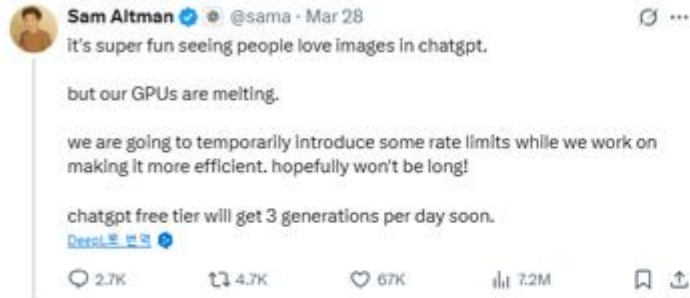 Sam Altman @sama · Mar 28
it's super fun seeing people love images in chatgpt.
but our GPUs are melting.
we are going to temporarily introduce some rate limits while we work on
making it more efficient. hopefully won't be long!
chatgpt free tier will get 3 generations per day soon.
DeepL로 번역
2.7K 4.7K 67K 7.2M